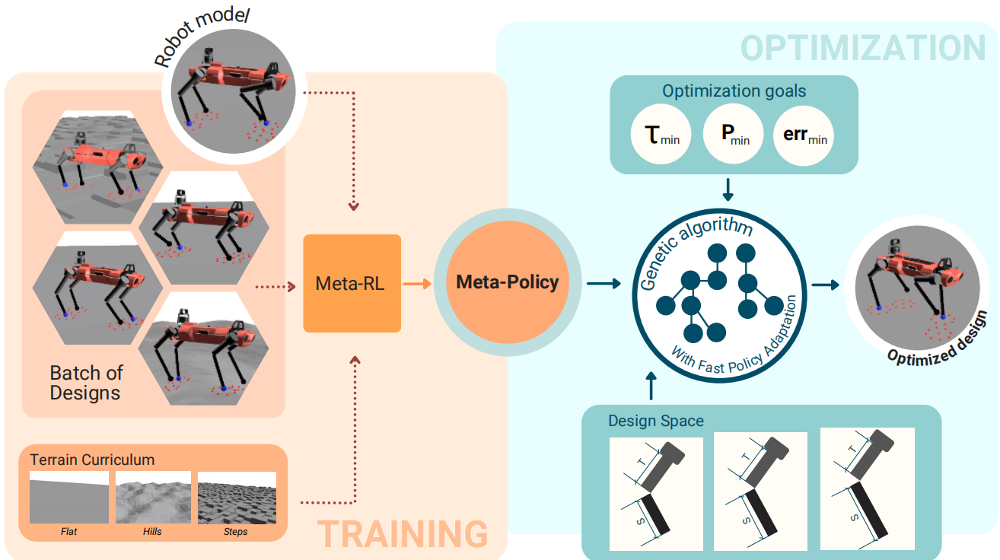 Robot model
OPTIMIZATION
Optimization goals
τmin
Pmin
errmin
Genetic algorithm
With Fast Policy Adaptation
Meta-RL
Meta-Policy
Optimized design
Batch of
Designs
Design Space
T
S
T
S
T
S
Terrain Curriculum
Flat
Hills
Steps
TRAINING